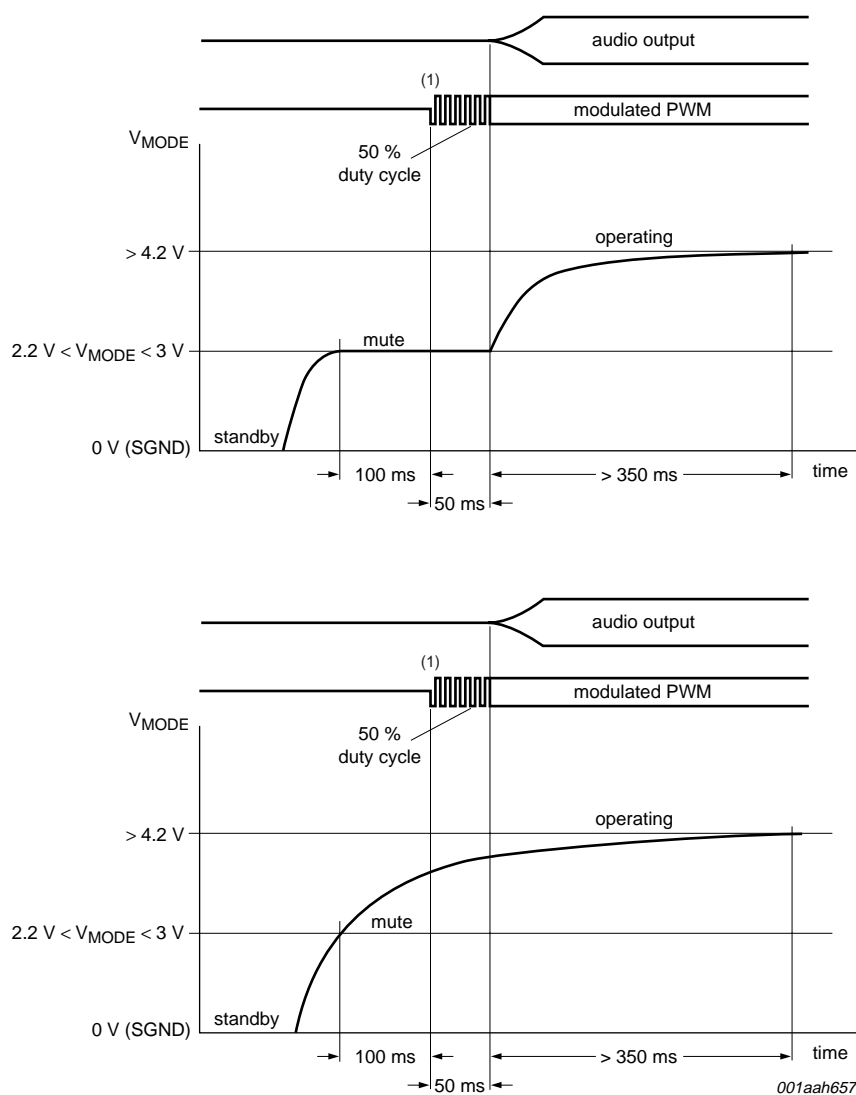 audio output
(1)
modulated PWM
VMODE
50 %
duty cycle
> 4.2 V
operating
2.2 V < VMODE < 3 V
mute
0 V (SGND)
standby
100 ms
> 350 ms
time
50 ms
audio output
(1)
modulated PWM
VMODE
50 %
duty cycle
> 4.2 V
operating
2.2 V < VMODE < 3 V
mute
0 V (SGND)
standby
100 ms
> 350 ms
time
50 ms
001aah657